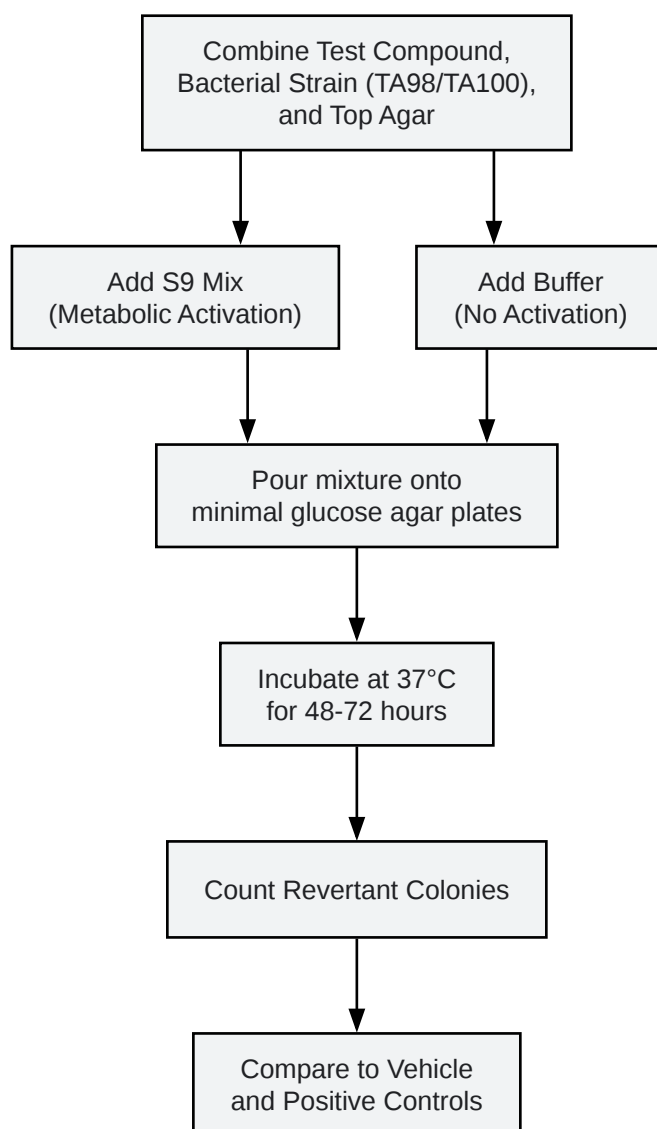 Combine Test Compound,
Bacterial Strain (TA98/TA100),
and Top Agar
Add S9 Mix
(Metabolic Activation)
Add Buffer
(No Activation)
Pour mixture onto
minimal glucose agar plates
Incubate at 37°C
for 48-72 hours
Count Revertant Colonies
Compare to Vehicle
and Positive Controls